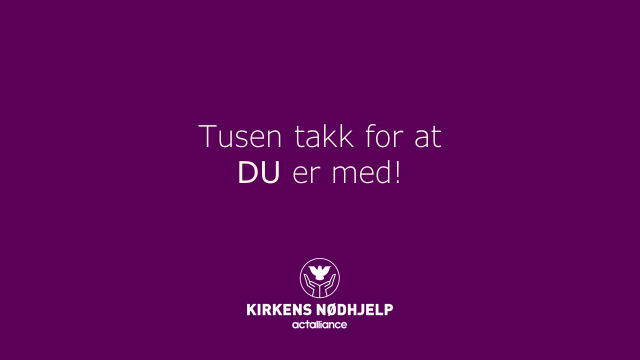 Tusen takk for at
DU er med!
KIRKENS NØDHJELP
actalliance